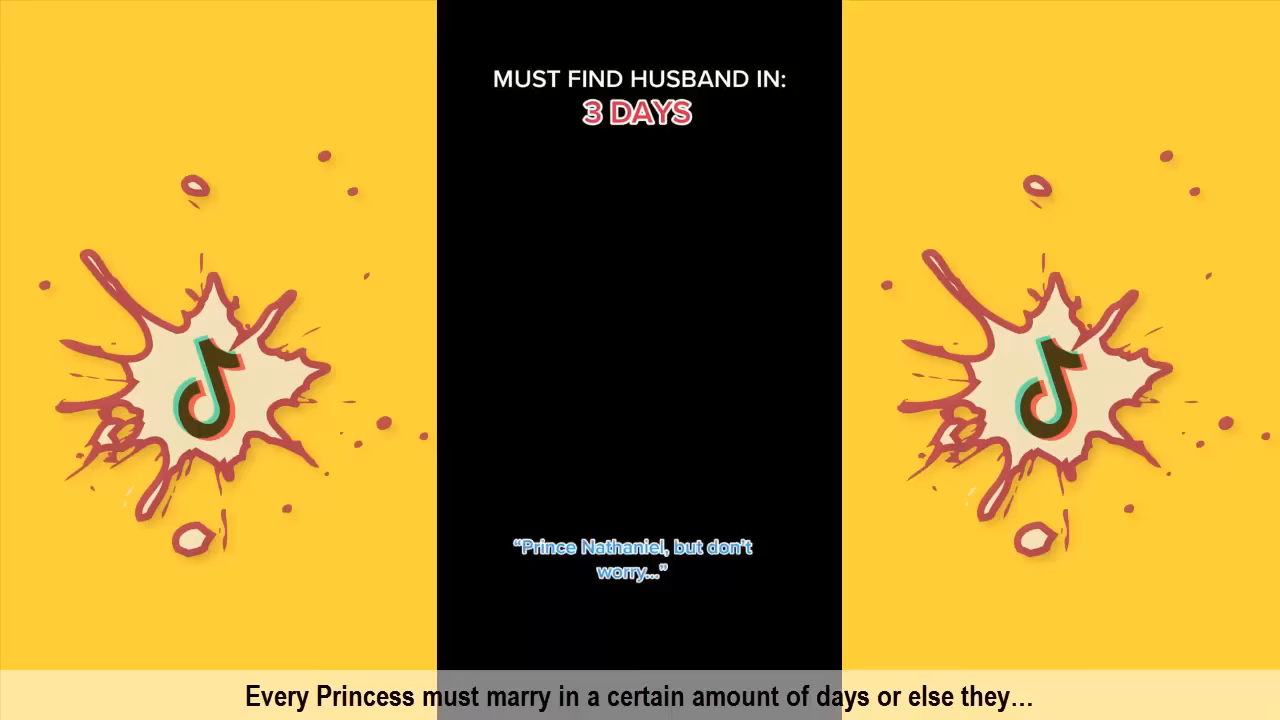 MUST FIND HUSBAND IN:
3 DAYS
“Prince Nathaniel, but don't
worry...”
Every Princess must marry in a certain amount of days or else they…